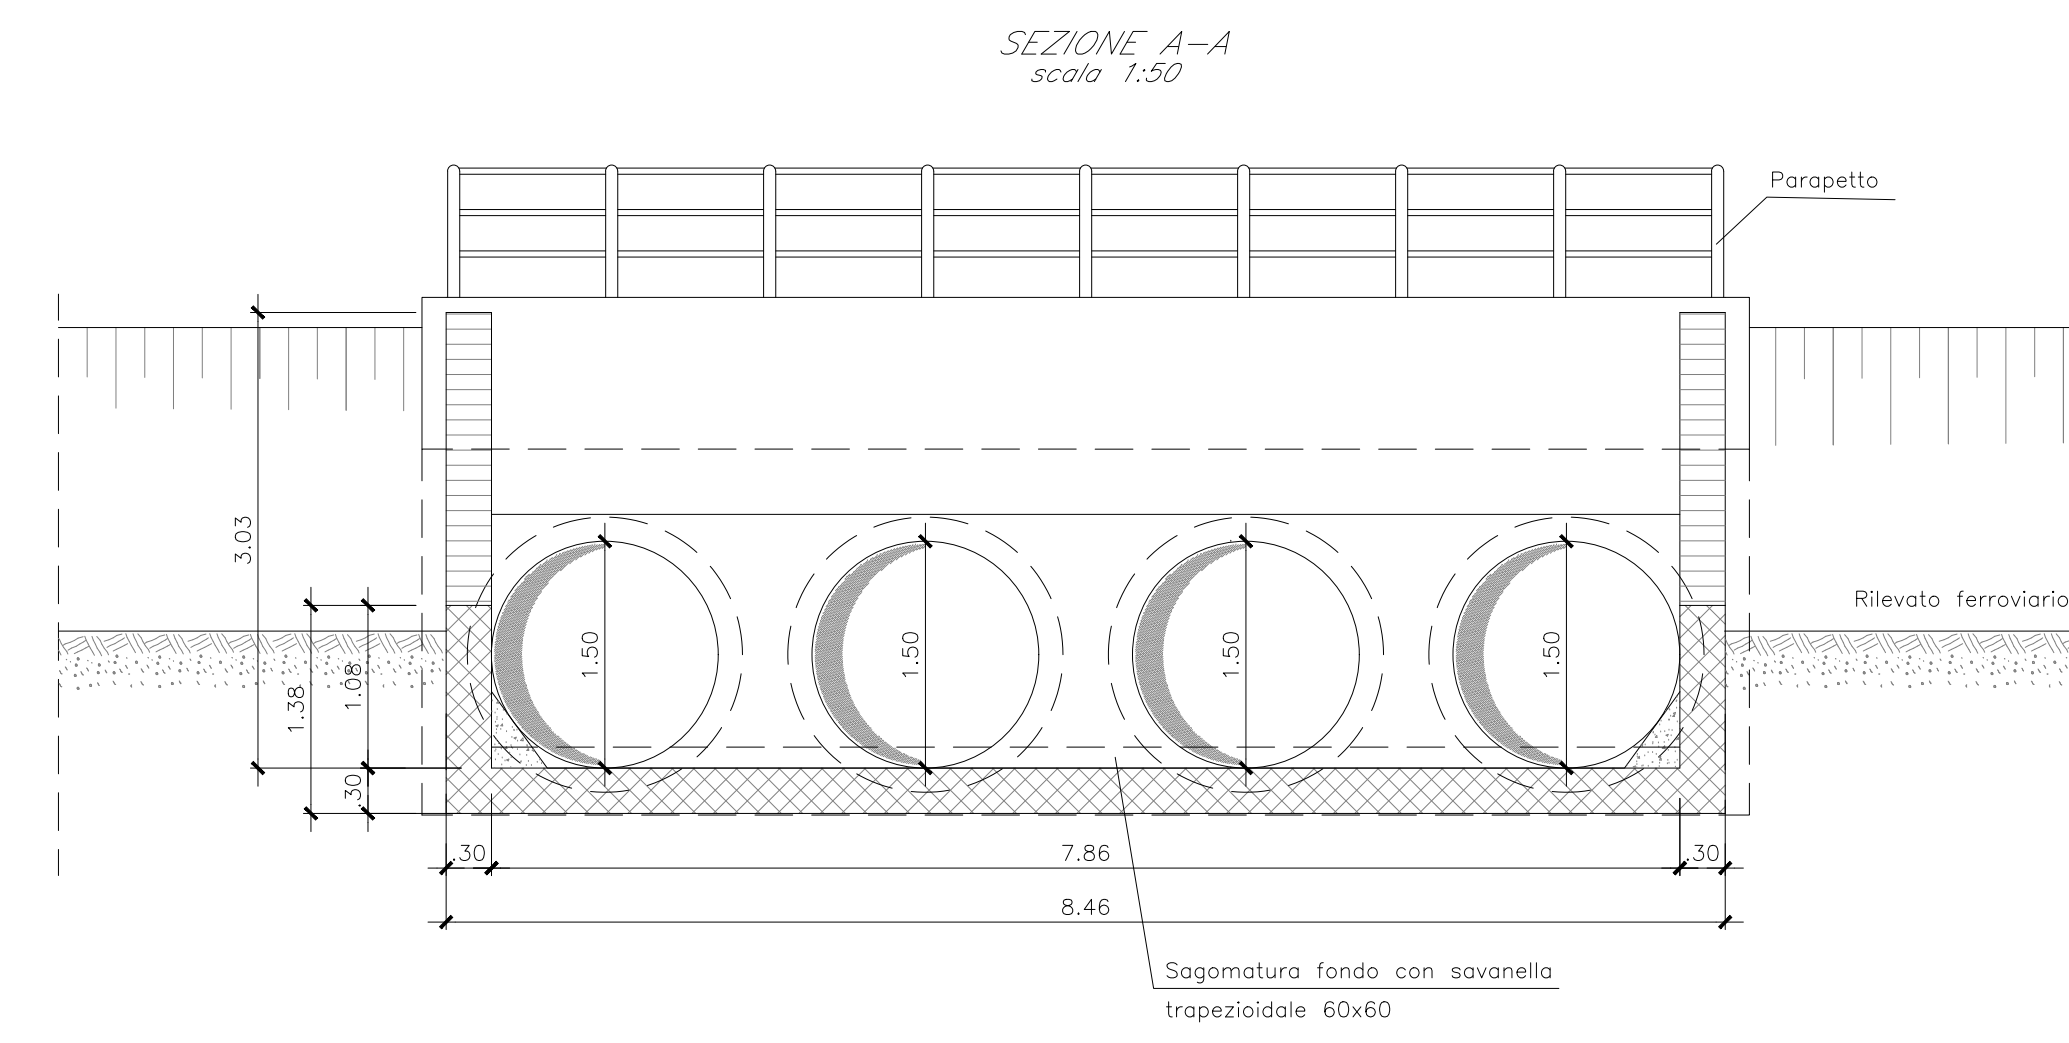 SEZIONE A-A
scala 1:50
Parapetto
3.03
Rilevato ferroviario
1.50
1.50
1.50
1.50
1.38
1.08
.30
.30
7.86
.30
8.46
Sagomatura fondo con savanella
trapezioidale 60x60